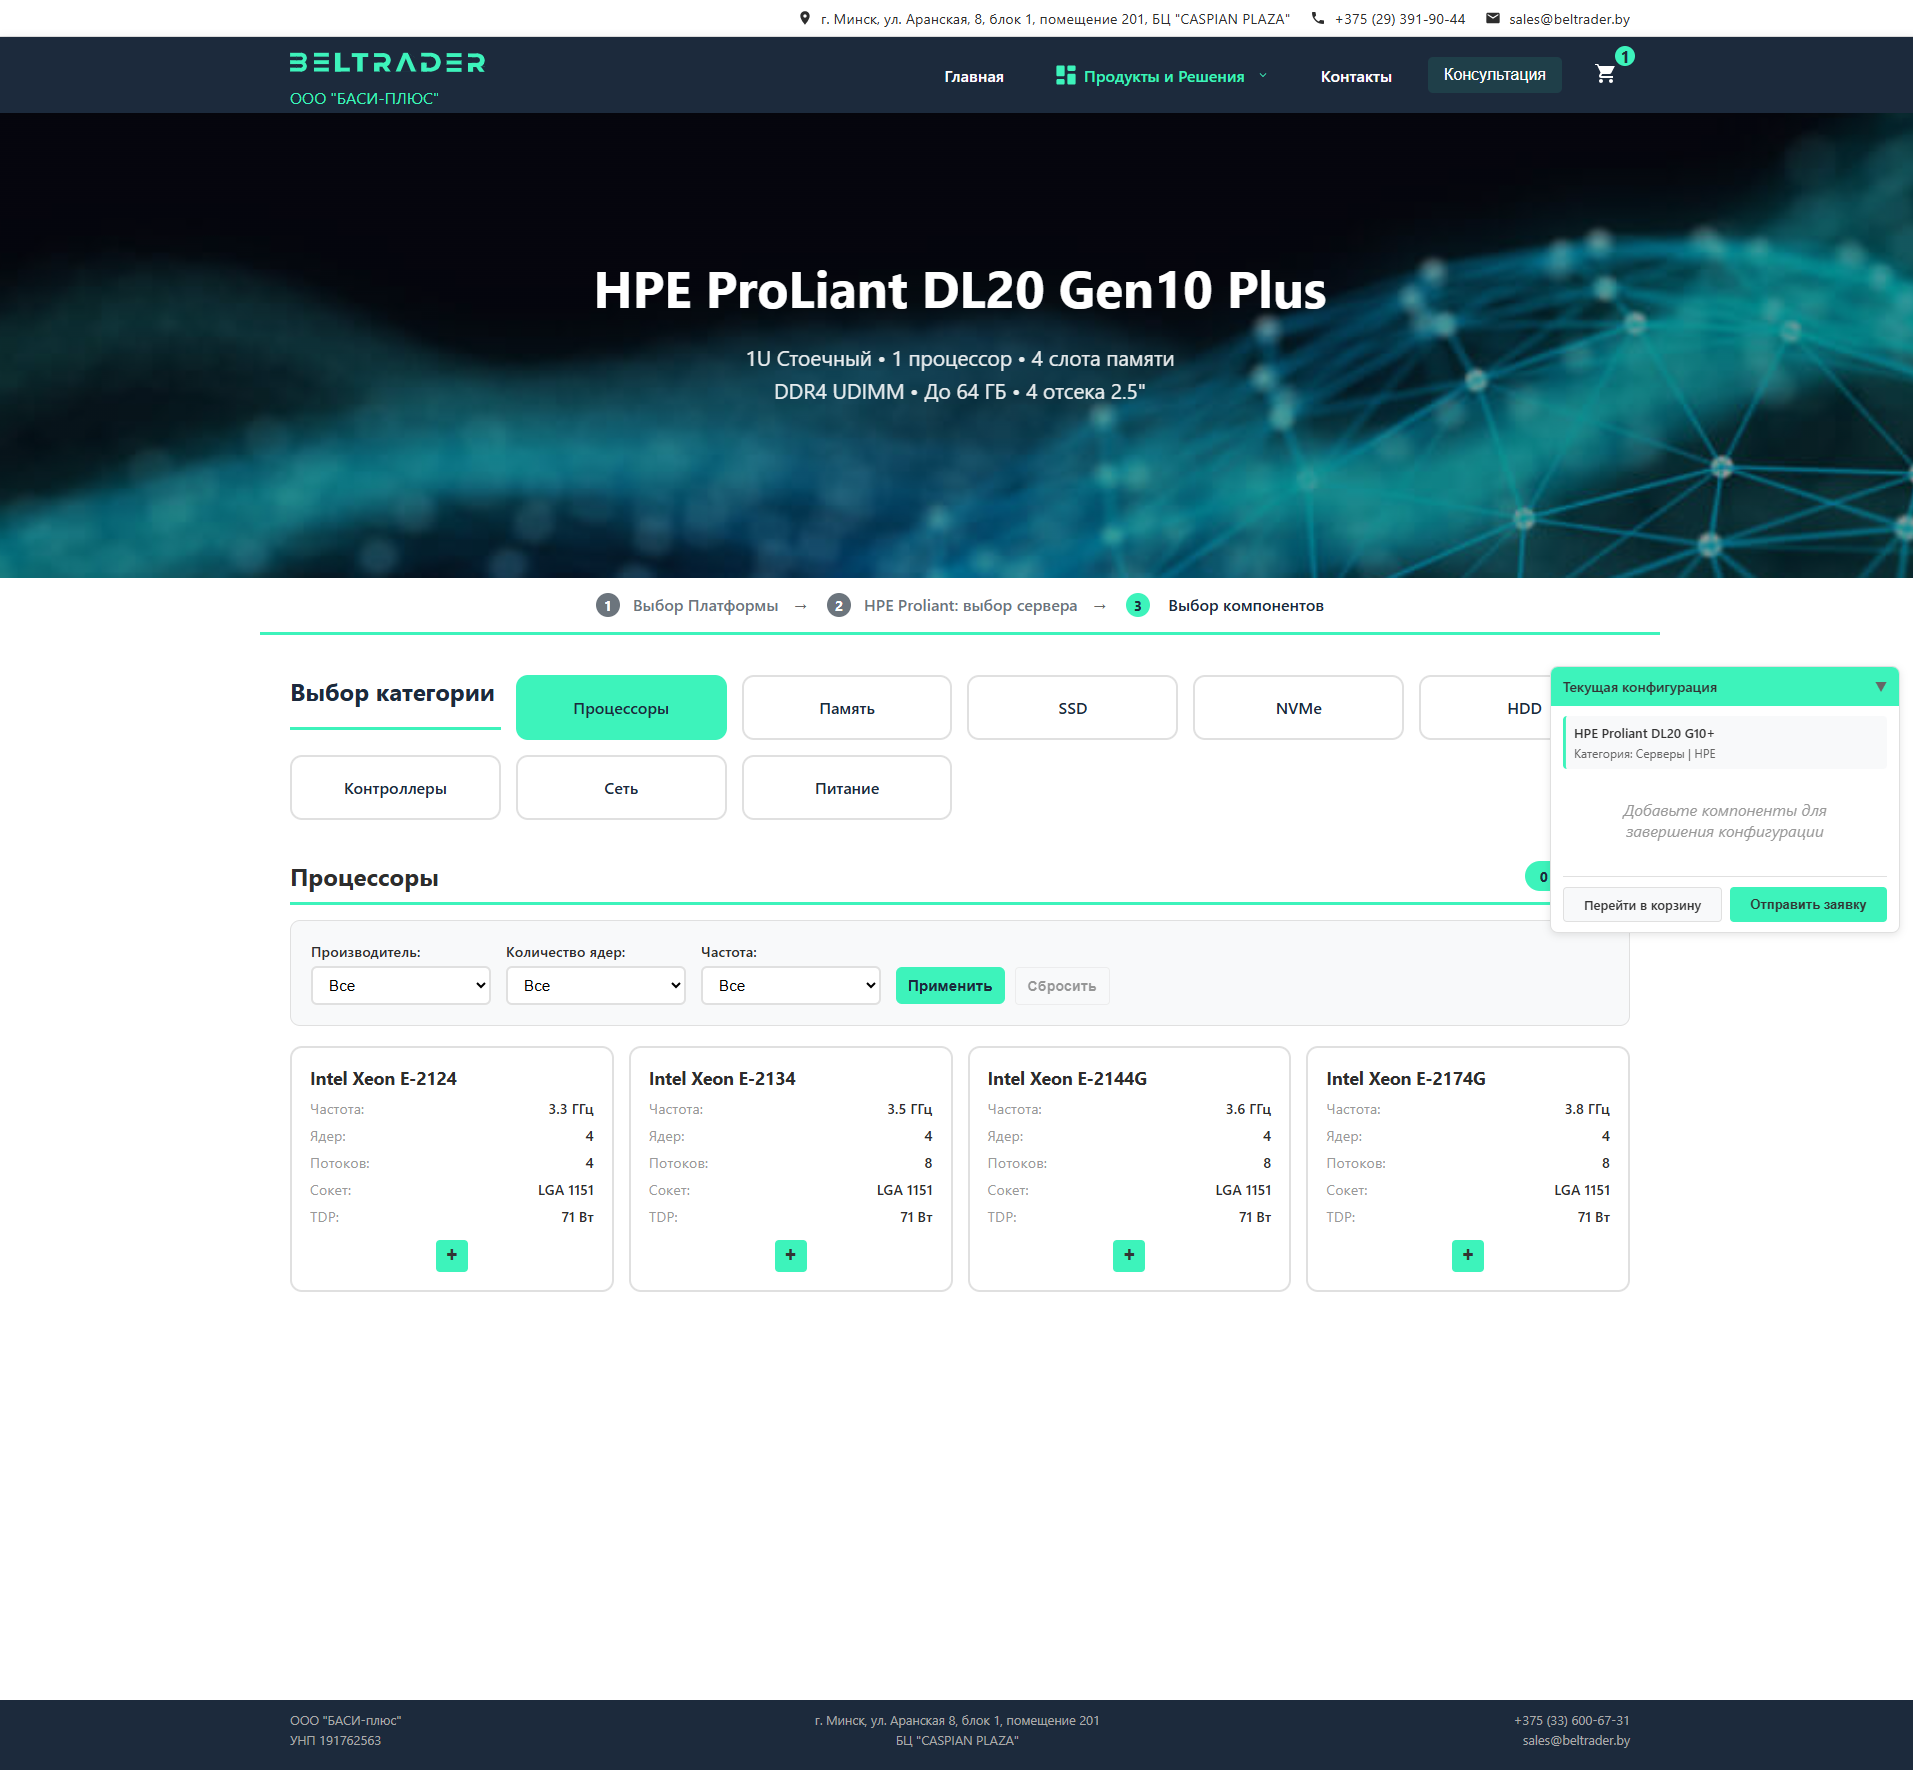 г. Минск, ул. Аранская, 8, блок 1, помещение 201, БЦ "CASPIAN PLAZA"
+375 (29) 391-90-44
sales@beltrader.by
BELTRADER
ООО "БАСИ-ПЛЮС"
Главная
Продукты и Решения
Контакты
Консультация
1
HPE ProLiant DL20 Gen10 Plus
1U Стоечный • 1 процессор • 4 слота памяти
DDR4 UDIMM • До 64 ГБ • 4 отсека 2.5"
1 Выбор Платформы →
2 HPE Proliant: выбор сервера →
3 Выбор компонентов
Выбор категории
Процессоры
Память
SSD
NVMe
HDD
Контроллеры
Сеть
Питание
Текущая конфигурация ▼
HPE Proliant DL20 G10+
Категория: Серверы | HPE
Добавьте компоненты для
завершения конфигурации
Перейти в корзину
Отправить заявку
Процессоры
0
Производитель:
Все
Количество ядер:
Все
Частота:
Все
Применить
Сбросить
Intel Xeon E-2124
Частота: 3.3 ГГц
Ядер: 4
Потоков: 4
Сокет: LGA 1151
TDP: 71 Вт
+
Intel Xeon E-2134
Частота: 3.5 ГГц
Ядер: 4
Потоков: 8
Сокет: LGA 1151
TDP: 71 Вт
+
Intel Xeon E-2144G
Частота: 3.6 ГГц
Ядер: 4
Потоков: 8
Сокет: LGA 1151
TDP: 71 Вт
+
Intel Xeon E-2174G
Частота: 3.8 ГГц
Ядер: 4
Потоков: 8
Сокет: LGA 1151
TDP: 71 Вт
+
ООО "БАСИ-плюс"
УНП 191762563
г. Минск, ул. Аранская 8, блок 1, помещение 201
БЦ "CASPIAN PLAZA"
+375 (33) 600-67-31
sales@beltrader.by